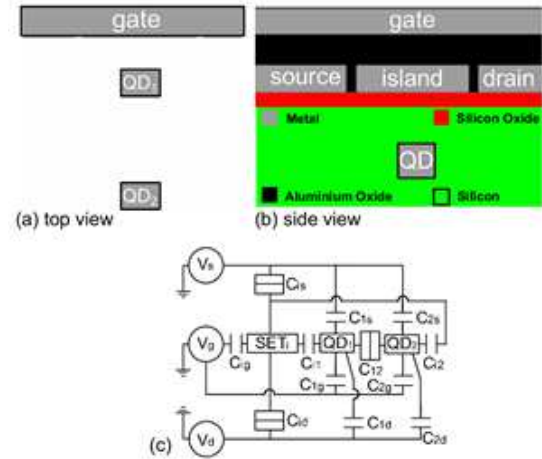 gate
QD₁
QD₂
(a) top view
gate
source island drain
Metal Silicon Oxide
QD
Aluminium Oxide Silicon
(b) side view
Vs
Cis
C1s C2s
Vg Cig SETi Ci1 QD₁ C12 QD₂ Ci2
C1g C2g
Cid C1d C2d
Vd
(c)